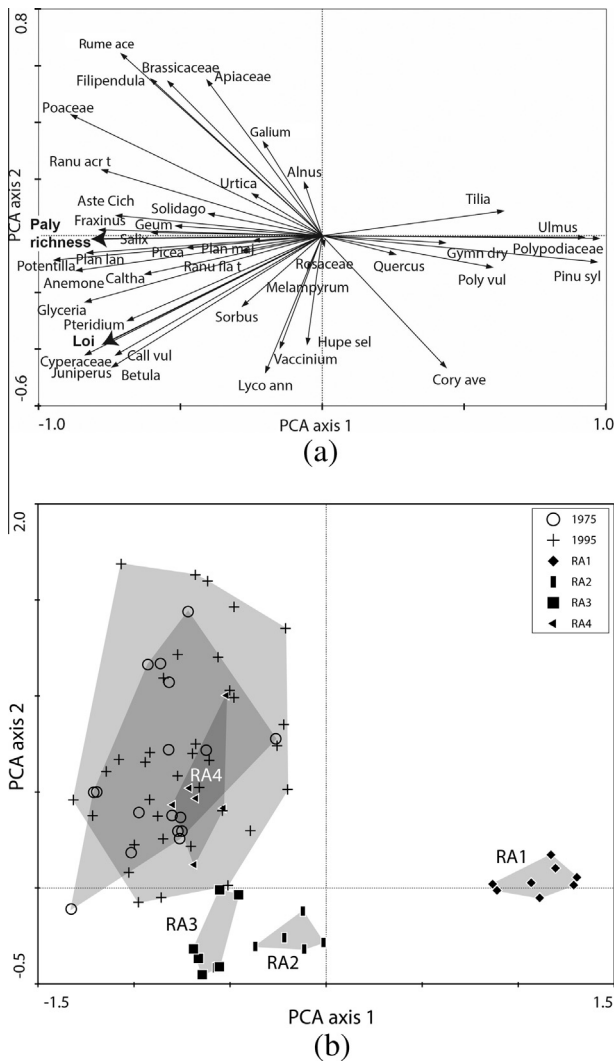 0.8
Rume ace
Brassicaceae
Filipendula
Apiaceae
Poaceae
Galium
Ranu acr t
Alnus
Urtica
Tilia
Aste Cich
Solidago
Fraxinus
Geum
Paly
richness
Ulmus
Salix
Plan maj
Gymn dry
Polypodiaceae
Picea
Plan lan
Potentilla
Ranu fla t
Rosaceae
Quercus
Pinu syl
Anemone
Caltha
Poly vul
Melampyrum
Glyceria
Sorbus
Pteridium
Loi
Hupe sel
Cyperaceae
Call vul
Vaccinium
Juniperus
Betula
Lyco ann
Cory ave
PCA axis 2
-0.6
-1.0
PCA axis 1
1.0
(a)
2.0
1975
1995
RA1
RA2
RA3
RA4
PCA axis 2
RA4
RA1
RA3
RA2
-0.5
-1.5
PCA axis 1
1.5
(b)